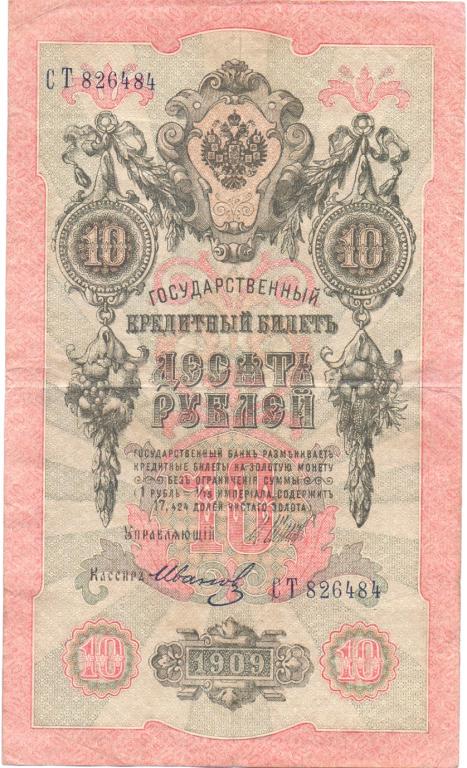 СТ 826484
10 10
ГОСУДАРСТВЕННЫЙ
КРЕДИТНЫЙ БИЛЕТЪ
ДЕСЯТЬ
РУБЛЕЙ
ГОСУДАРСТВЕННЫЙ БАНКЪ РАЗМѢНИВАЕТЪ
КРЕДИТНЫЕ БИЛЕТЫ НА ЗОЛОТУЮ МОНЕТУ
БЕЗЪ ОГРАНИЧЕНІЯ СУММЫ
(1 РУБЛЬ = 1/15 ИМПЕРІАЛА, СОДЕРЖИТЪ
17,424 ДОЛЕЙ ЧИСТАГО ЗОЛОТА)
10
УПРАВЛЯЮЩІЙ
КАССИРЪ Иванов СТ 826484
10 1909 10